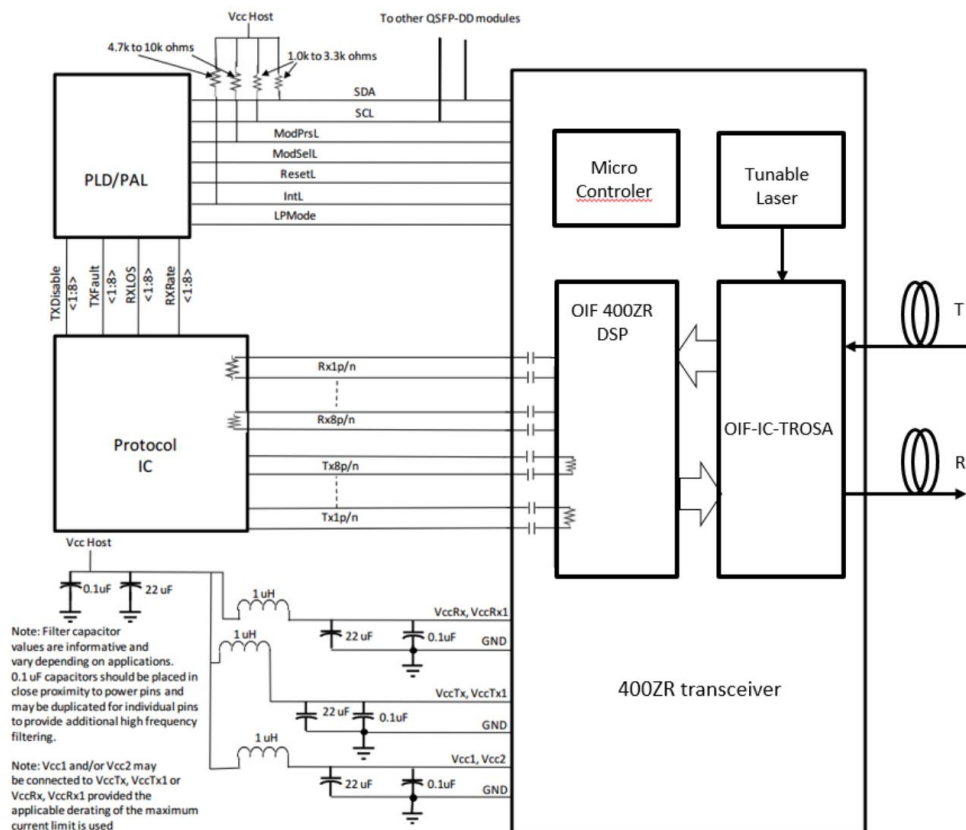 Vcc Host
To other QSFP-DD modules
4.7k to 10k ohms
1.0k to 3.3k ohms
SDA
SCL
ModPrsL
ModSelL
ResetL
IntL
LPMode
PLD/PAL
Micro
Controler
Tunable
Laser
TXDisable
<1:8>
TXFault
<1:8>
RXLOS
<1:8>
RXRate
<1:8>
OIF 400ZR
DSP
T
Rx1p/n
Rx8p/n
Protocol
IC
OIF-IC-TROSA
R
Tx8p/n
Tx1p/n
Vcc Host
0.1uF
22 uF
1 uH
VccRx, VccRx1
22 uF
0.1uF
GND
1 uH
VccTx, VccTx1
22 uF
0.1uF
GND
1 uH
Vcc1, Vcc2
22 uF
0.1uF
GND
400ZR transceiver
Note: Filter capacitor
values are informative and
vary depending on applications.
0.1 uF capacitors should be placed in
close proximity to power pins and
may be duplicated for individual pins
to provide additional high frequency
filtering.
Note: Vcc1 and/or Vcc2 may
be connected to VccTx, VccTx1 or
VccRx, VccRx1 provided the
applicable derating of the maximum
current limit is used